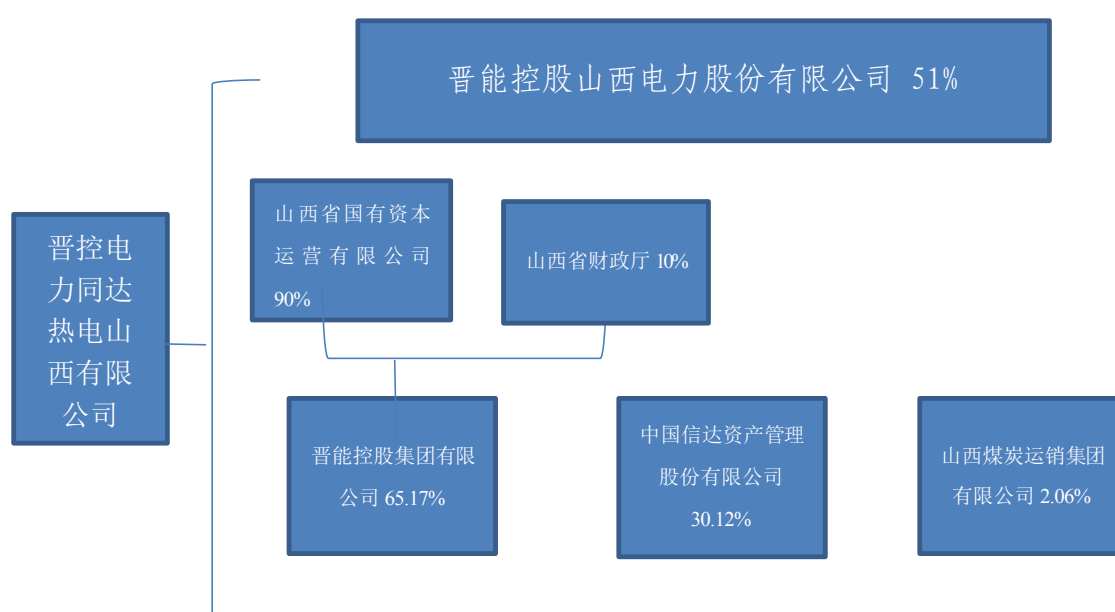 晋能控股山西电力股份有限公司 51%
山西省国有资本
运营有限公司
90%
山西省财政厅 10%
晋控电
力同达
热电山
西有限
公司
晋能控股集团有限
公司 65.17%
中国信达资产管理
股份有限公司
30.12%
山西煤炭运销集团
有限公司 2.06%